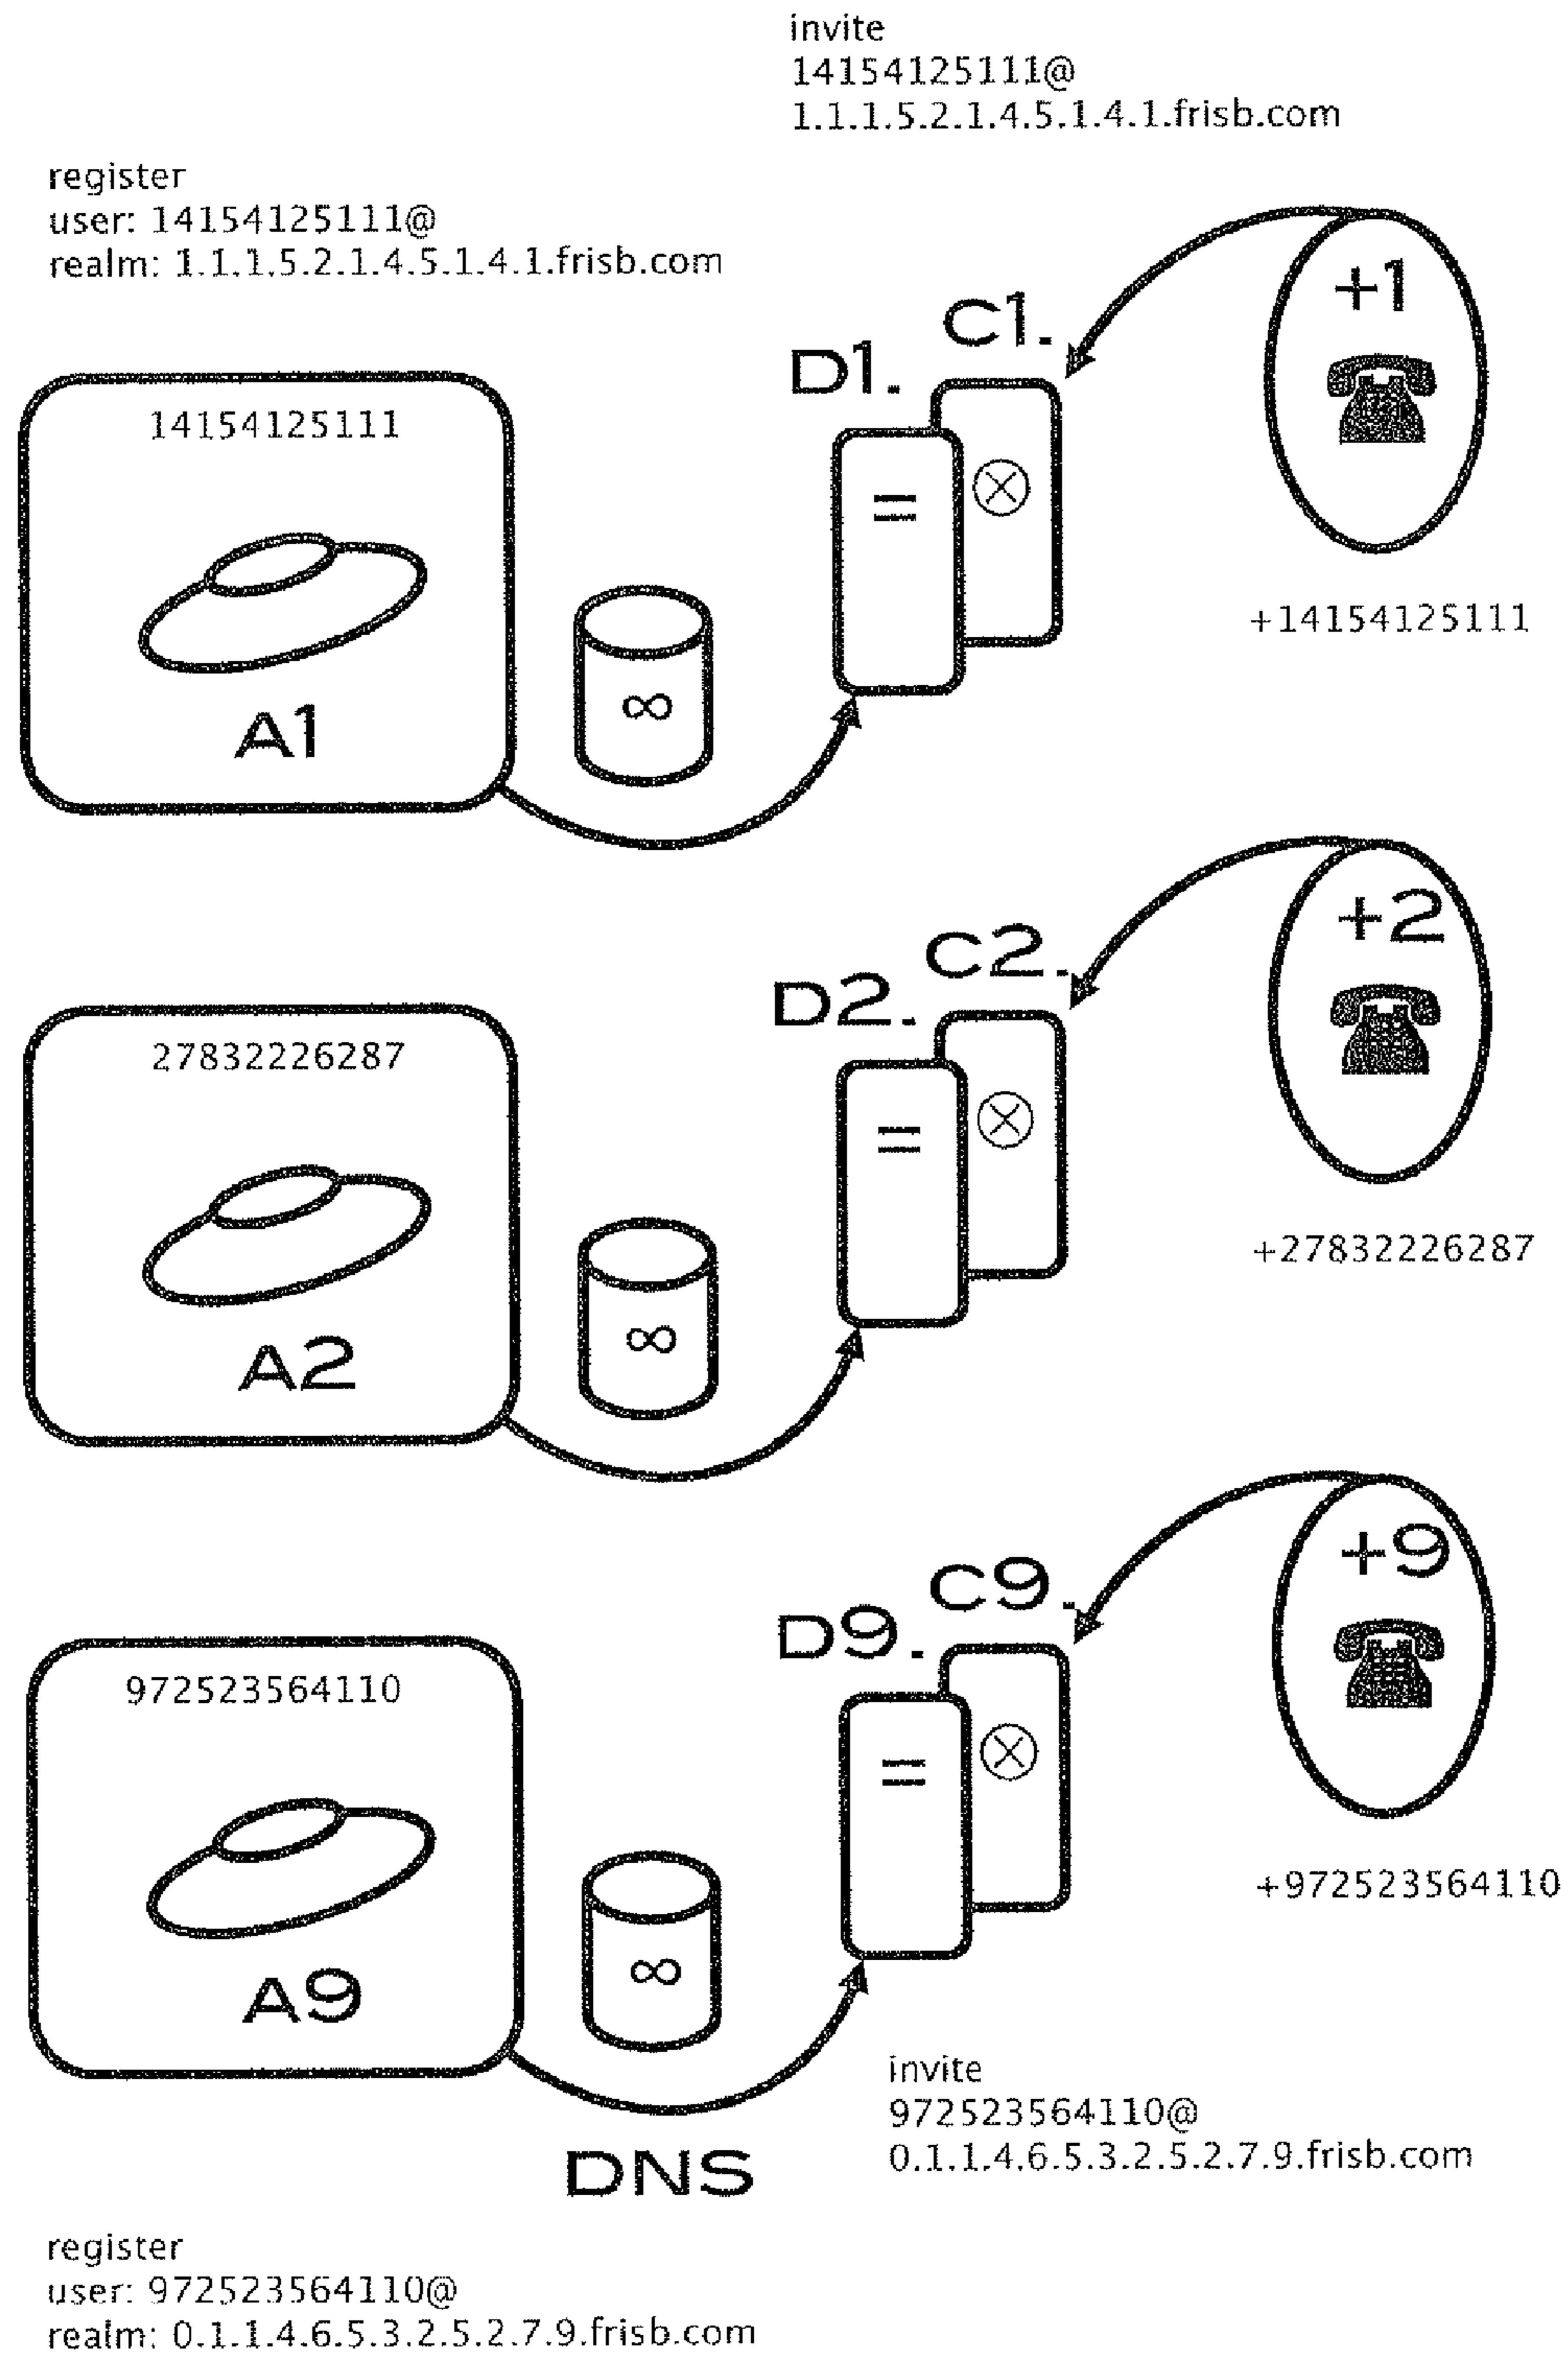 invite
14154125111@
1.1.1.5.2.1.4.5.1.4.1.frisb.com
register
user: 14154125111@
realm: 1.1.1.5.2.1.4.5.1.4.1.frisb.com
+1
C1.
D1.
14154125111
=
∞
A1
+14154125111
+2
C2.
D2.
27832226287
=
∞
A2
+27832226287
+9
C9.
D9.
972523564110
=
∞
A9
+972523564110
invite
972523564110@
0.1.1.4.6.5.3.2.5.2.7.9.frisb.com
DNS
register
user: 972523564110@
realm: 0.1.1.4.6.5.3.2.5.2.7.9.frisb.com